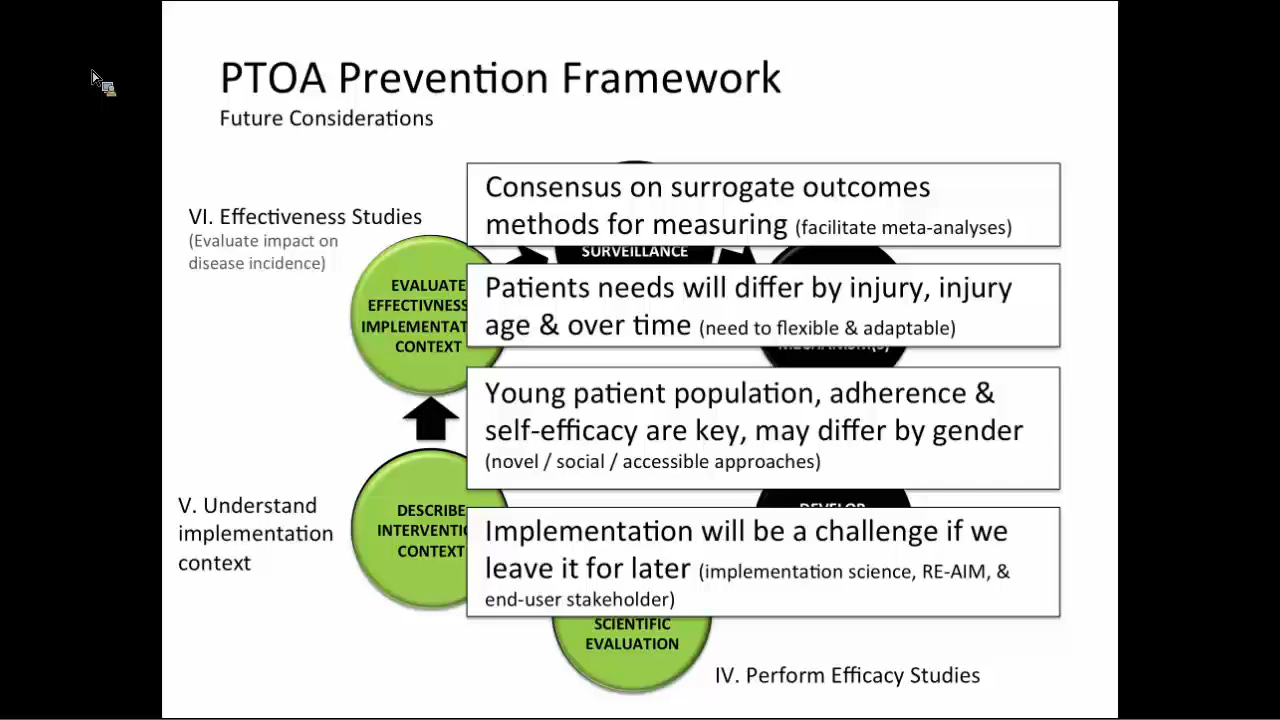 PTOA Prevention Framework
Future Considerations
Consensus on surrogate outcomes
methods for measuring (facilitate meta-analyses)
VI. Effectiveness Studies
(Evaluate impact on
disease incidence)
SURVEILLANCE
EVALUATE
EFFECTIVNESS
IMPLEMENTAT
CONTEXT
Patients needs will differ by injury, injury
age & over time (need to flexible & adaptable)
Young patient population, adherence &
self-efficacy are key, may differ by gender
(novel / social / accessible approaches)
V. Understand
implementation
context
DESCRIBE
INTERVENTIO
CONTEXT
DEVELOP
Implementation will be a challenge if we
leave it for later (implementation science, RE-AIM, &
end-user stakeholder)
SCIENTIFIC
EVALUATION
IV. Perform Efficacy Studies